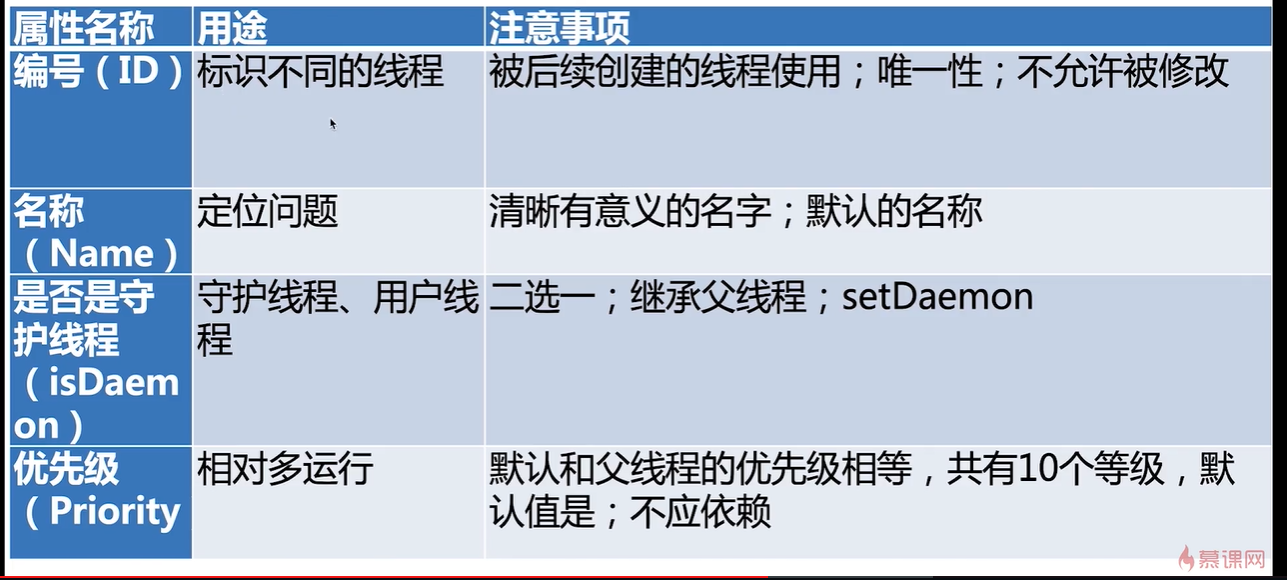 属性名称 用途 注意事项
编号（ID） 标识不同的线程 被后续创建的线程使用；唯一性；不允许被修改
名称 定位问题 清晰有意义的名字；默认的名称
（Name）
是否是守 守护线程、用户线 二选一；继承父线程；setDaemon
护线程 程
（isDaem
on）
优先级 相对多运行 默认和父线程的优先级相等，共有10个等级，默
（Priority 认值是；不应依赖
慕课网